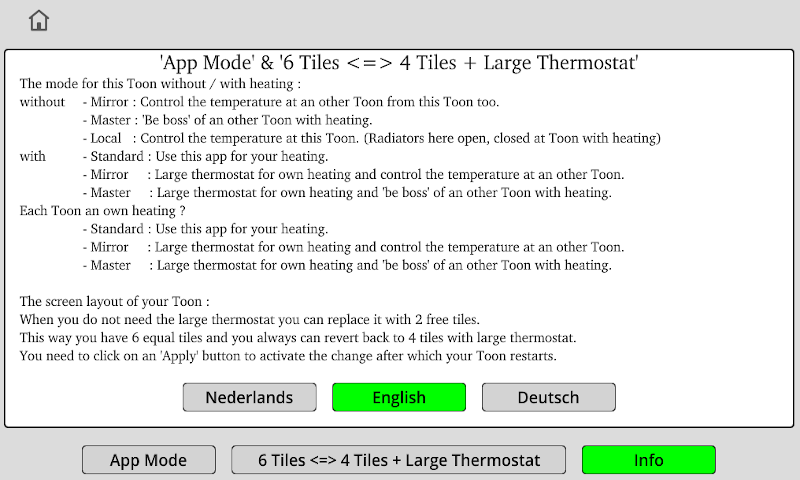 'App Mode' & '6 Tiles <=> 4 Tiles + Large Thermostat'
The mode for this Toon without / with heating :
without - Mirror : Control the temperature at an other Toon from this Toon too.
- Master : 'Be boss' of an other Toon with heating.
- Local : Control the temperature at this Toon. (Radiators here open, closed at Toon with heating)
with - Standard : Use this app for your heating.
- Mirror : Large thermostat for own heating and control the temperature at an other Toon.
- Master : Large thermostat for own heating and 'be boss' of an other Toon with heating.
Each Toon an own heating ?
- Standard : Use this app for your heating.
- Mirror : Large thermostat for own heating and control the temperature at an other Toon.
- Master : Large thermostat for own heating and 'be boss' of an other Toon with heating.
The screen layout of your Toon :
When you do not need the large thermostat you can replace it with 2 free tiles.
This way you have 6 equal tiles and you always can revert back to 4 tiles with large thermostat.
You need to click on an 'Apply' button to activate the change after which your Toon restarts.
Nederlands English Deutsch
App Mode 6 Tiles <=> 4 Tiles + Large Thermostat Info